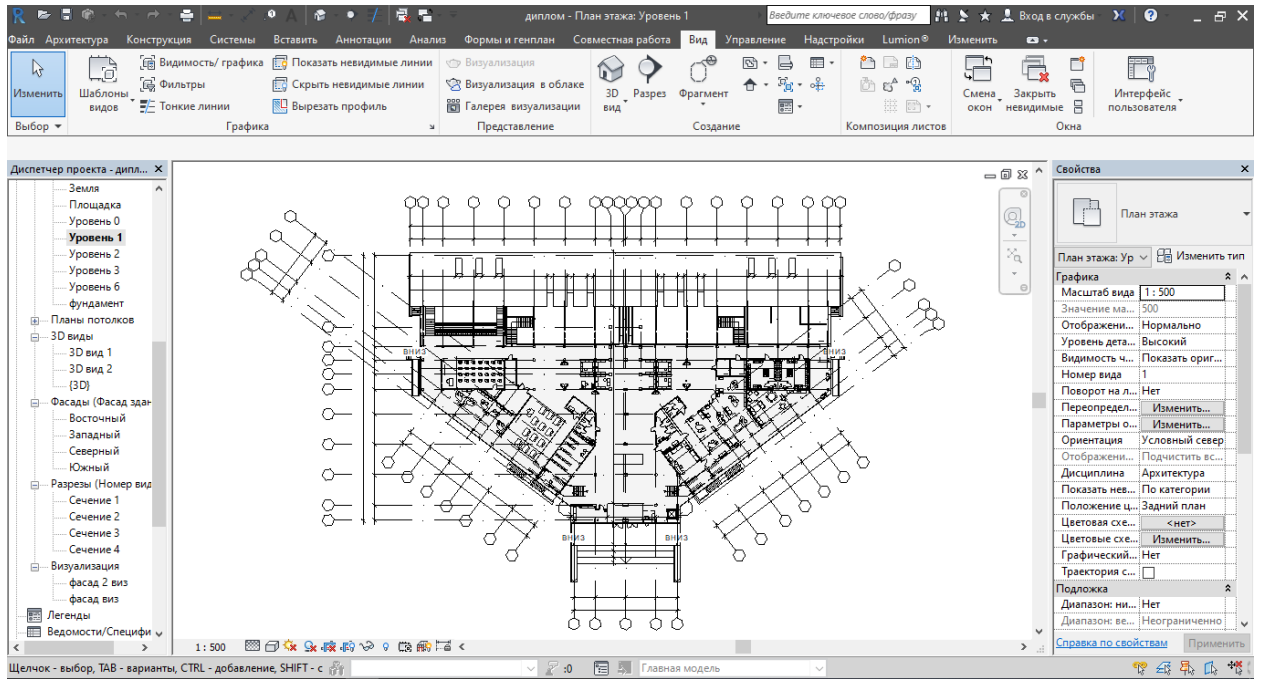 диплом - План этажа: Уровень 1
Введите ключевое слово/фразу
Вход в службы
Файл Архитектура Конструкция Системы Вставить Аннотации Анализ Формы и генплан Совместная работа Вид Управление Надстройки Lumion® Изменить
Изменить
Шаблоны видов
Видимость/ графика
Фильтры
Тонкие линии
Показать невидимые линии
Скрыть невидимые линии
Вырезать профиль
Визуализация
Визуализация в облаке
Галерея визуализации
3D вид
Разрез
Фрагмент
Смена окон
Закрыть невидимые
Интерфейс пользователя
Выбор
Графика
Представление
Создание
Композиция листов
Окна
Диспетчер проекта - дипл...
Земля
Площадка
Уровень 0
Уровень 1
Уровень 2
Уровень 3
Уровень 6
фундамент
Планы потолков
3D виды
3D вид 1
3D вид 2
{3D}
Фасады (Фасад здан
Восточный
Западный
Северный
Южный
Разрезы (Номер вид
Сечение 1
Сечение 2
Сечение 3
Сечение 4
Визуализация
фасад 2 виз
фасад виз
Легенды
Ведомости/Специфи
2D
вниз
вниз
вниз
вниз
Свойства
План этажа
План этажа: Ур
Изменить тип
Графика
Масштаб вида 1 : 500
Значение ма... 500
Отображени... Нормально
Уровень дета... Высокий
Видимость ч... Показать ориг...
Номер вида 1
Поворот на л... Нет
Переопредел... Изменить...
Параметры о... Изменить...
Ориентация Условный север
Отображени... Подчистить вс...
Дисциплина Архитектура
Показать нев... По категории
Положение ц... Задний план
Цветовая схе... <нет>
Цветовые схе... Изменить...
Графический... Нет
Траектория с...
Подложка
Диапазон: ни... Нет
Диапазон: ве... Неограниченно
Справка по свойствам
Применить
1 : 500
Щелчок - выбор, TAB - варианты, CTRL - добавление, SHIFT - с
:0
Главная модель